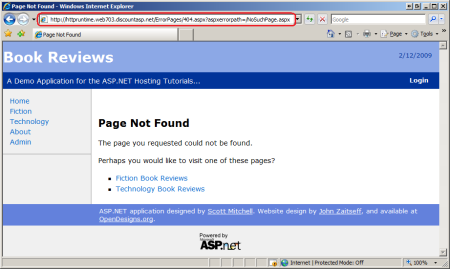 Page Not Found - Windows Internet Explorer
http://httpruntime.web703.discountasp.net/ErrorPages/404.aspx?aspxerrorpath=/NoSuchPage.aspx
Google
Page Not Found
Page
Tools
Book Reviews
2/12/2009
A Demo Application for the ASP.NET Hosting Tutorials...
Login
Home
Fiction
Technology
About
Admin
Page Not Found
The page you requested could not be found.
Perhaps you would like to visit one of these pages?
Fiction Book Reviews
Technology Book Reviews
ASP.NET application designed by Scott Mitchell. Website design by John Zaitseff, and available at
OpenDesigns.org.
Powered by
ASP.net
Internet | Protected Mode: Off
100%